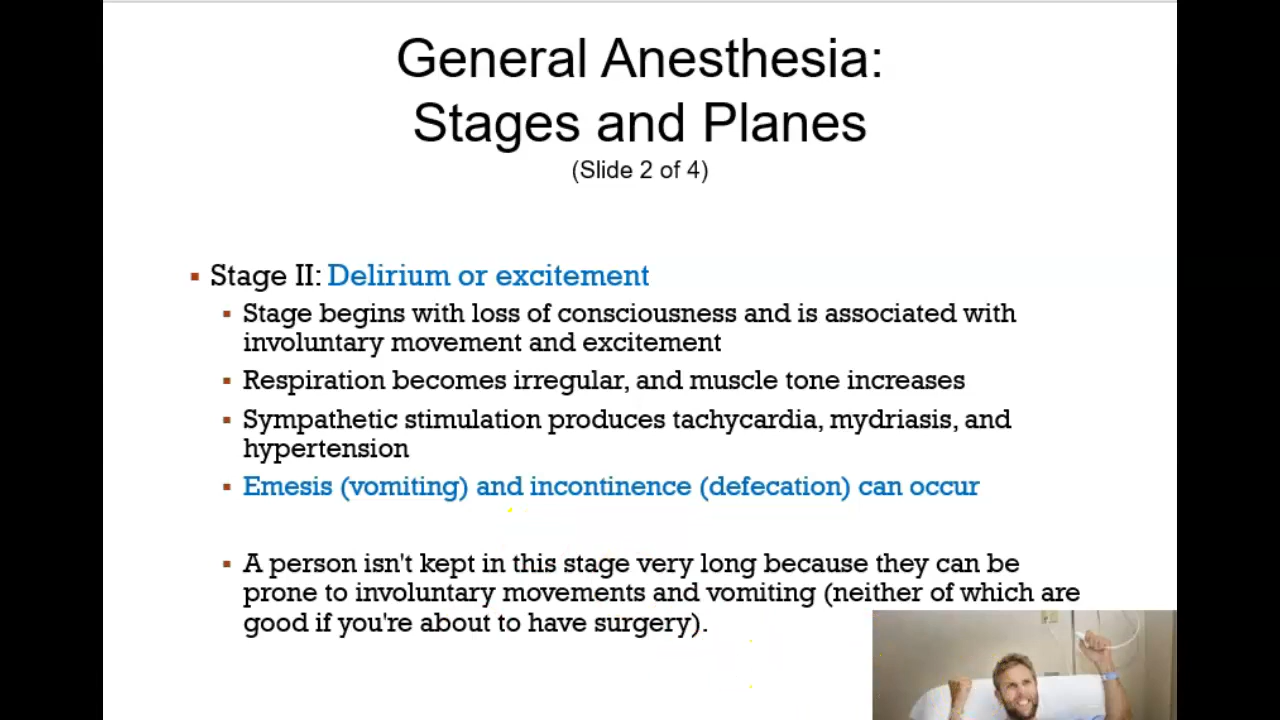 General Anesthesia:
Stages and Planes
(Slide 2 of 4)
Stage II: Delirium or excitement
Stage begins with loss of consciousness and is associated with
involuntary movement and excitement
Respiration becomes irregular, and muscle tone increases
Sympathetic stimulation produces tachycardia, mydriasis, and
hypertension
Emesis (vomiting) and incontinence (defecation) can occur
A person isn't kept in this stage very long because they can be
prone to involuntary movements and vomiting (neither of which are
good if you're about to have surgery).